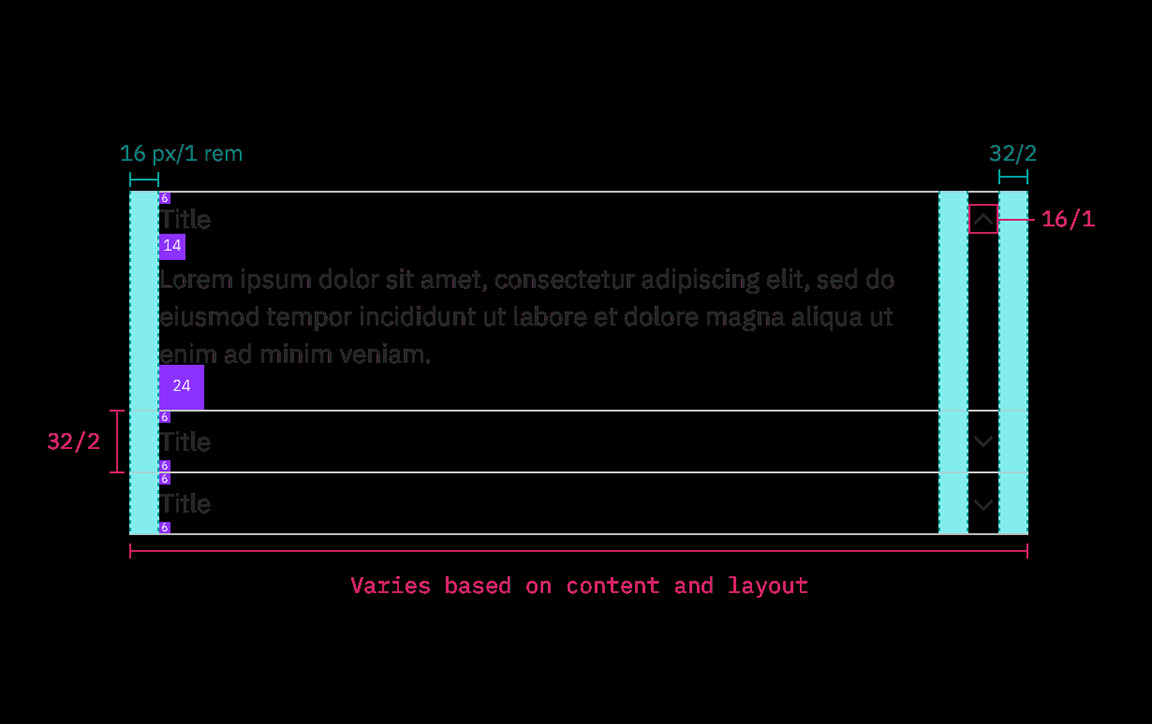 16 px/1 rem
32/2
6
Title
16/1
14
Lorem ipsum dolor sit amet, consectetur adipiscing elit, sed do
eiusmod tempor incididunt ut labore et dolore magna aliqua ut
enim ad minim veniam.
24
6
32/2
Title
6
6
Title
6
Varies based on content and layout